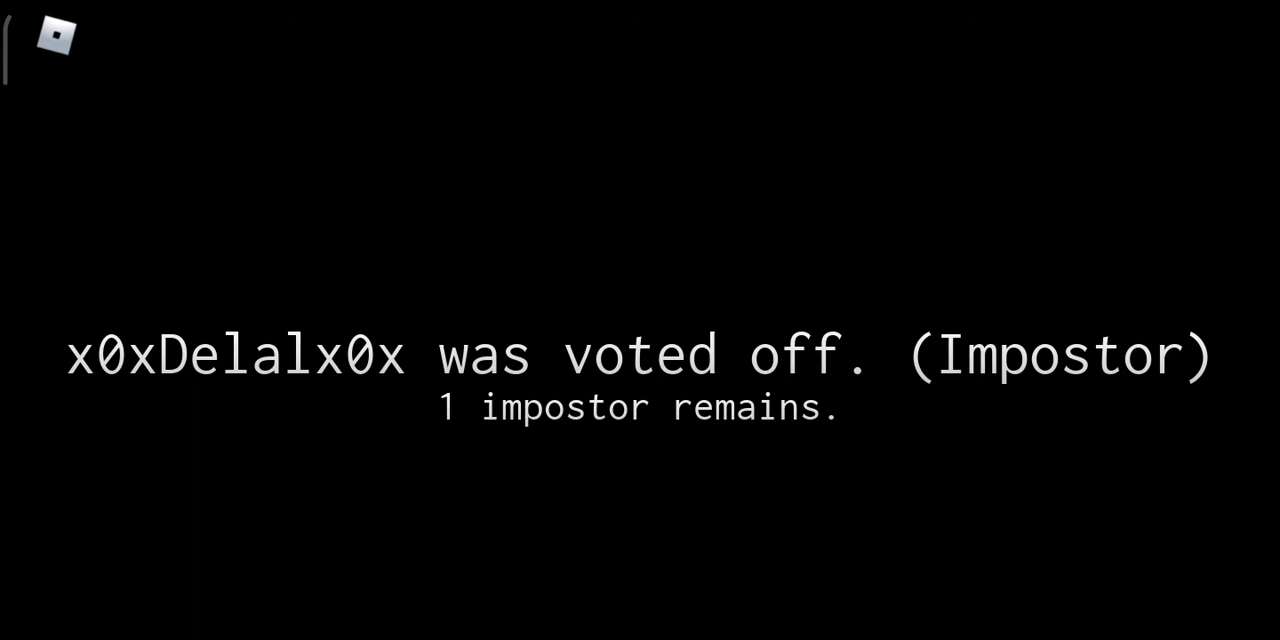 x0xDelalx0x was voted off. (Impostor)
1 impostor remains.